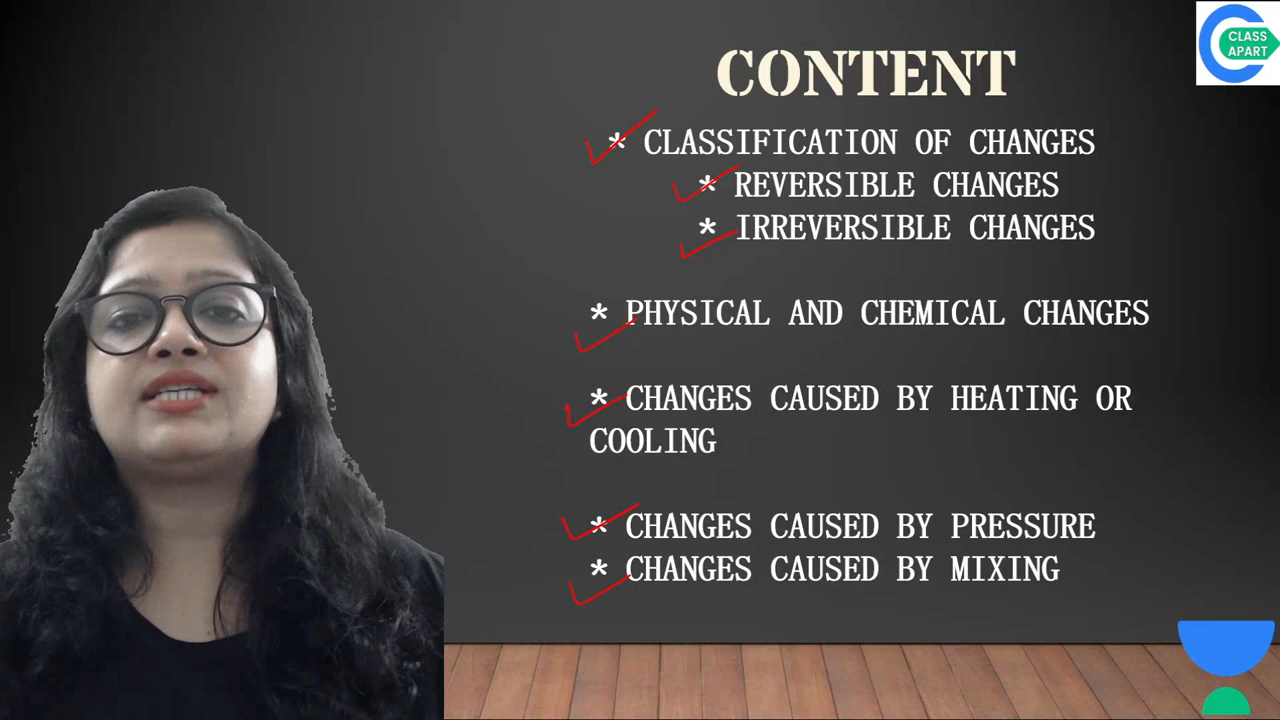 CLASS
APART
CONTENT
* CLASSIFICATION OF CHANGES
* REVERSIBLE CHANGES
* IRREVERSIBLE CHANGES
* PHYSICAL AND CHEMICAL CHANGES
* CHANGES CAUSED BY HEATING OR
COOLING
* CHANGES CAUSED BY PRESSURE
* CHANGES CAUSED BY MIXING